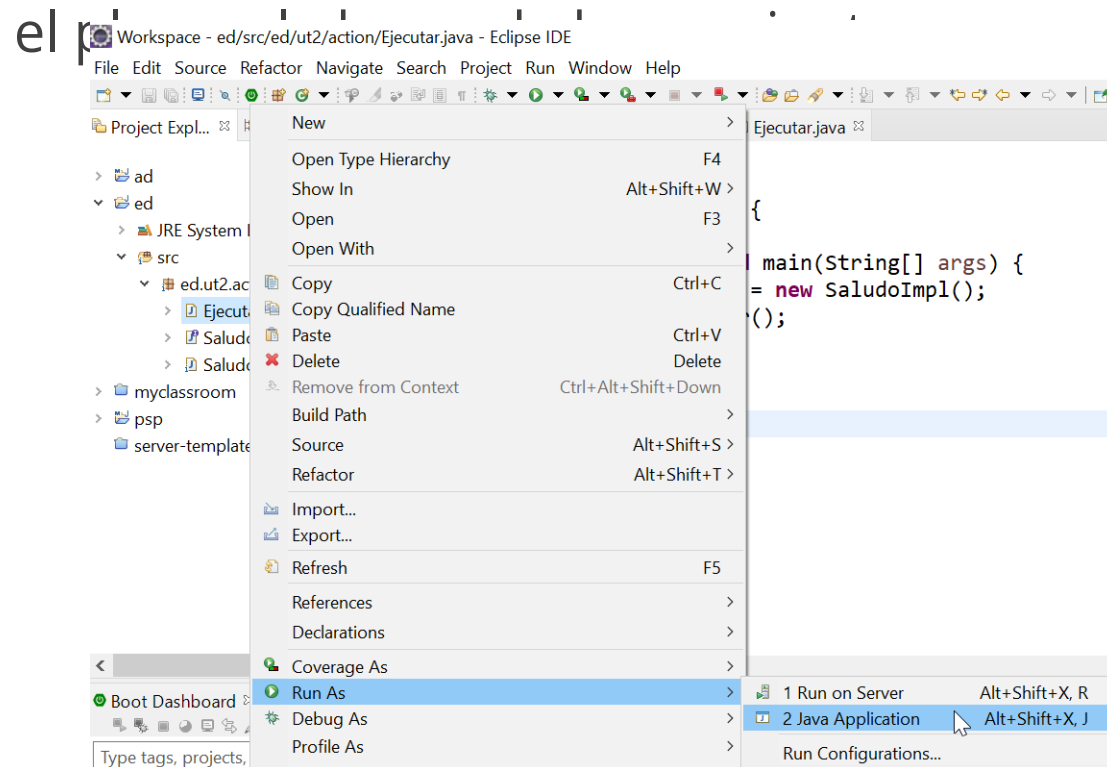 el
Workspace - ed/src/ed/ut2/action/Ejecutar.java - Eclipse IDE
File Edit Source Refactor Navigate Search Project Run Window Help
Project Expl...
Ejecutar.java
ad
ed
JRE System
src
ed.ut2.ac
Ejecuta
Saludo
Saludo
myclassroom
psp
server-template
New
Open Type Hierarchy F4
Show In Alt+Shift+W >
Open F3
Open With >
Copy Ctrl+C
Copy Qualified Name
Paste Ctrl+V
Delete Delete
Remove from Context Ctrl+Alt+Shift+Down
Build Path >
Source Alt+Shift+S >
Refactor Alt+Shift+T >
Import...
Export...
Refresh F5
References >
Declarations >
Coverage As >
Run As >
Debug As >
Profile As >
{
main(String[] args) {
= new SaludoImpl();
();
Boot Dashboard
Type tags, projects,
1 Run on Server Alt+Shift+X, R
2 Java Application Alt+Shift+X, J
Run Configurations...